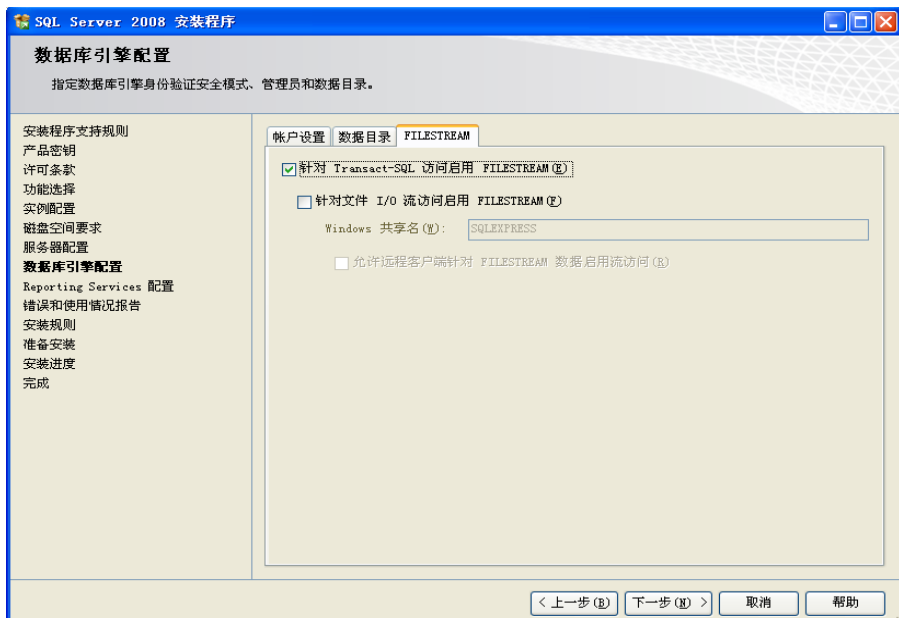 SQL Server 2008 安装程序
数据库引擎配置
指定数据库引擎身份验证安全模式、管理员和数据目录。
安装程序支持规则
产品密钥
许可条款
功能选择
实例配置
磁盘空间要求
服务器配置
数据库引擎配置
Reporting Services 配置
错误和使用情况报告
安装规则
准备安装
安装进度
完成
帐户设置 数据目录 FILESTREAM
针对 Transact-SQL 访问启用 FILESTREAM(E)
针对文件 I/O 流访问启用 FILESTREAM(F)
Windows 共享名(W): SQLEXPRESS
允许远程客户端针对 FILESTREAM 数据启用流访问(R)
< 上一步(B) 下一步(N) > 取消 帮助